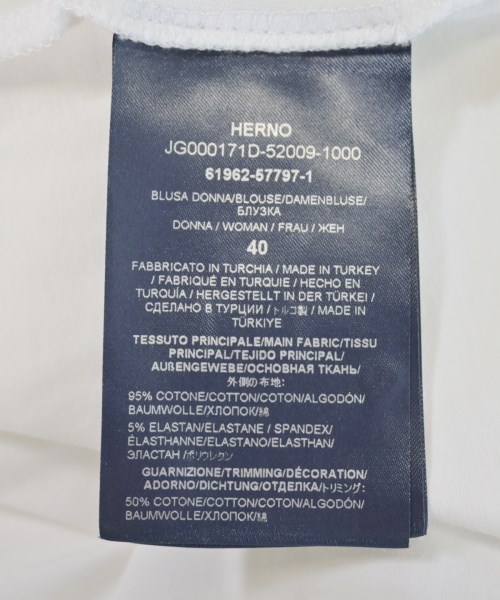 HERNO
JG000171D-52009-1000
61962-57797-1
BLUSA DONNA/BLOUSE/DAMENBLUSE/
БЛУЗКА
DONNA / WOMAN / FRAU / ЖЕН
40
FABBRICATO IN TURCHIA / MADE IN TURKEY
/ FABRIQUÉ EN TURQUIE / HECHO EN
TURQUÍA / HERGESTELLT IN DER TÜRKEI /
СДЕЛАНО В ТУРЦИИ / トルコ製 / MADE IN
TÜRKIYE
TESSUTO PRINCIPALE/MAIN FABRIC/TISSU
PRINCIPAL/TEJIDO PRINCIPAL/
AUßENGEWEBE/ОСНОВНАЯ ТКАНЬ/
外側の布地:
95% COTONE/COTTON/COTON/ALGODÓN/
BAUMWOLLE/ХЛОПОК/綿
5% ELASTAN/ELASTANE / SPANDEX/
ÉLASTHANNE/ELASTANO/ELASTHAN/
ЭЛАСТАН /ポリウレタン
GUARNIZIONE/TRIMMING/DÉCORATION/
ADORNO/DICHTUNG/ОТДЕЛКА/トリミング:
50% COTONE/COTTON/COTON/ALGODÓN/
BAUMWOLLE/ХЛОПОК/綿